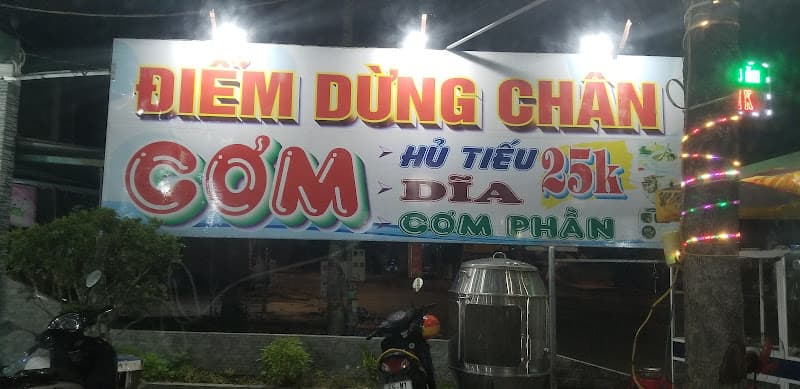 ĐIỂM DỪNG CHÂN
CƠM
HỦ TIẾU
DĨA
CƠM PHẦN
25k